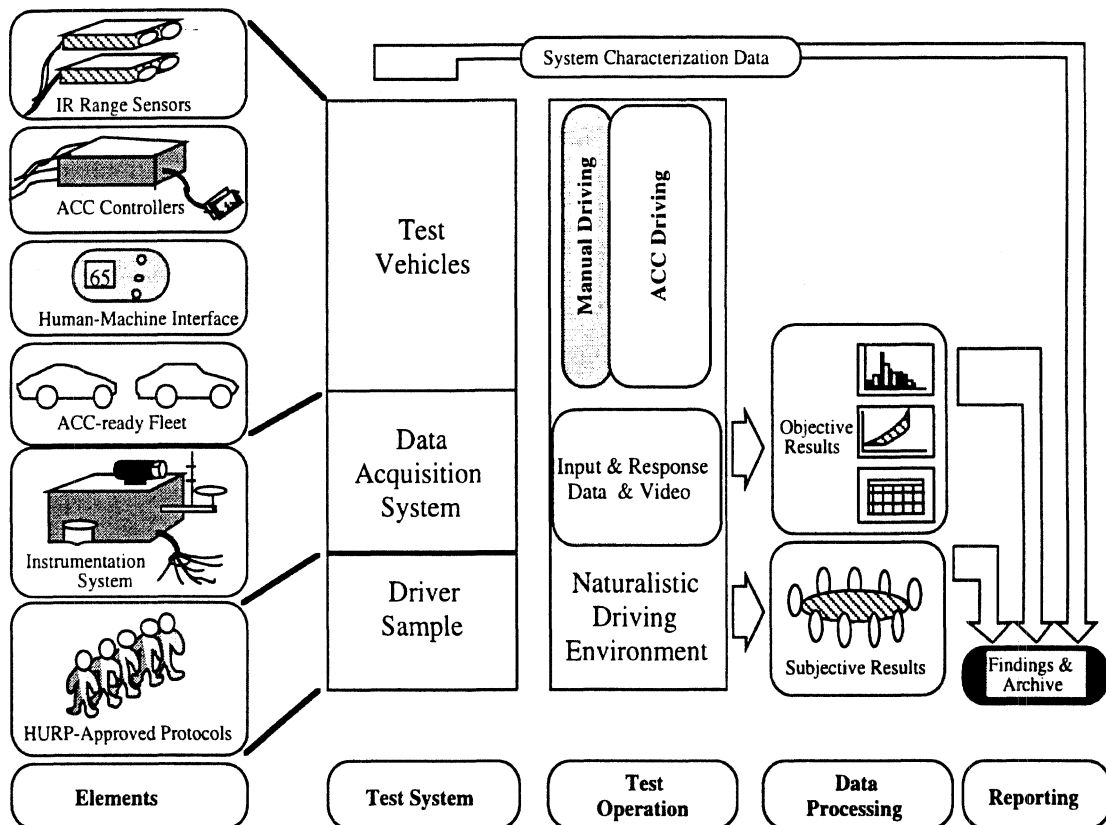 System Characterization Data
IR Range Sensors
ACC Controllers
65
Human-Machine Interface
ACC-ready Fleet
Instrumentation
System
HURP-Approved Protocols
Elements
Test
Vehicles
Data
Acquisition
System
Driver
Sample
Test System
Manual Driving
ACC Driving
Input & Response
Data & Video
Naturalistic
Driving
Environment
Test
Operation
Objective
Results
Subjective Results
Data
Processing
Findings &
Archive
Reporting